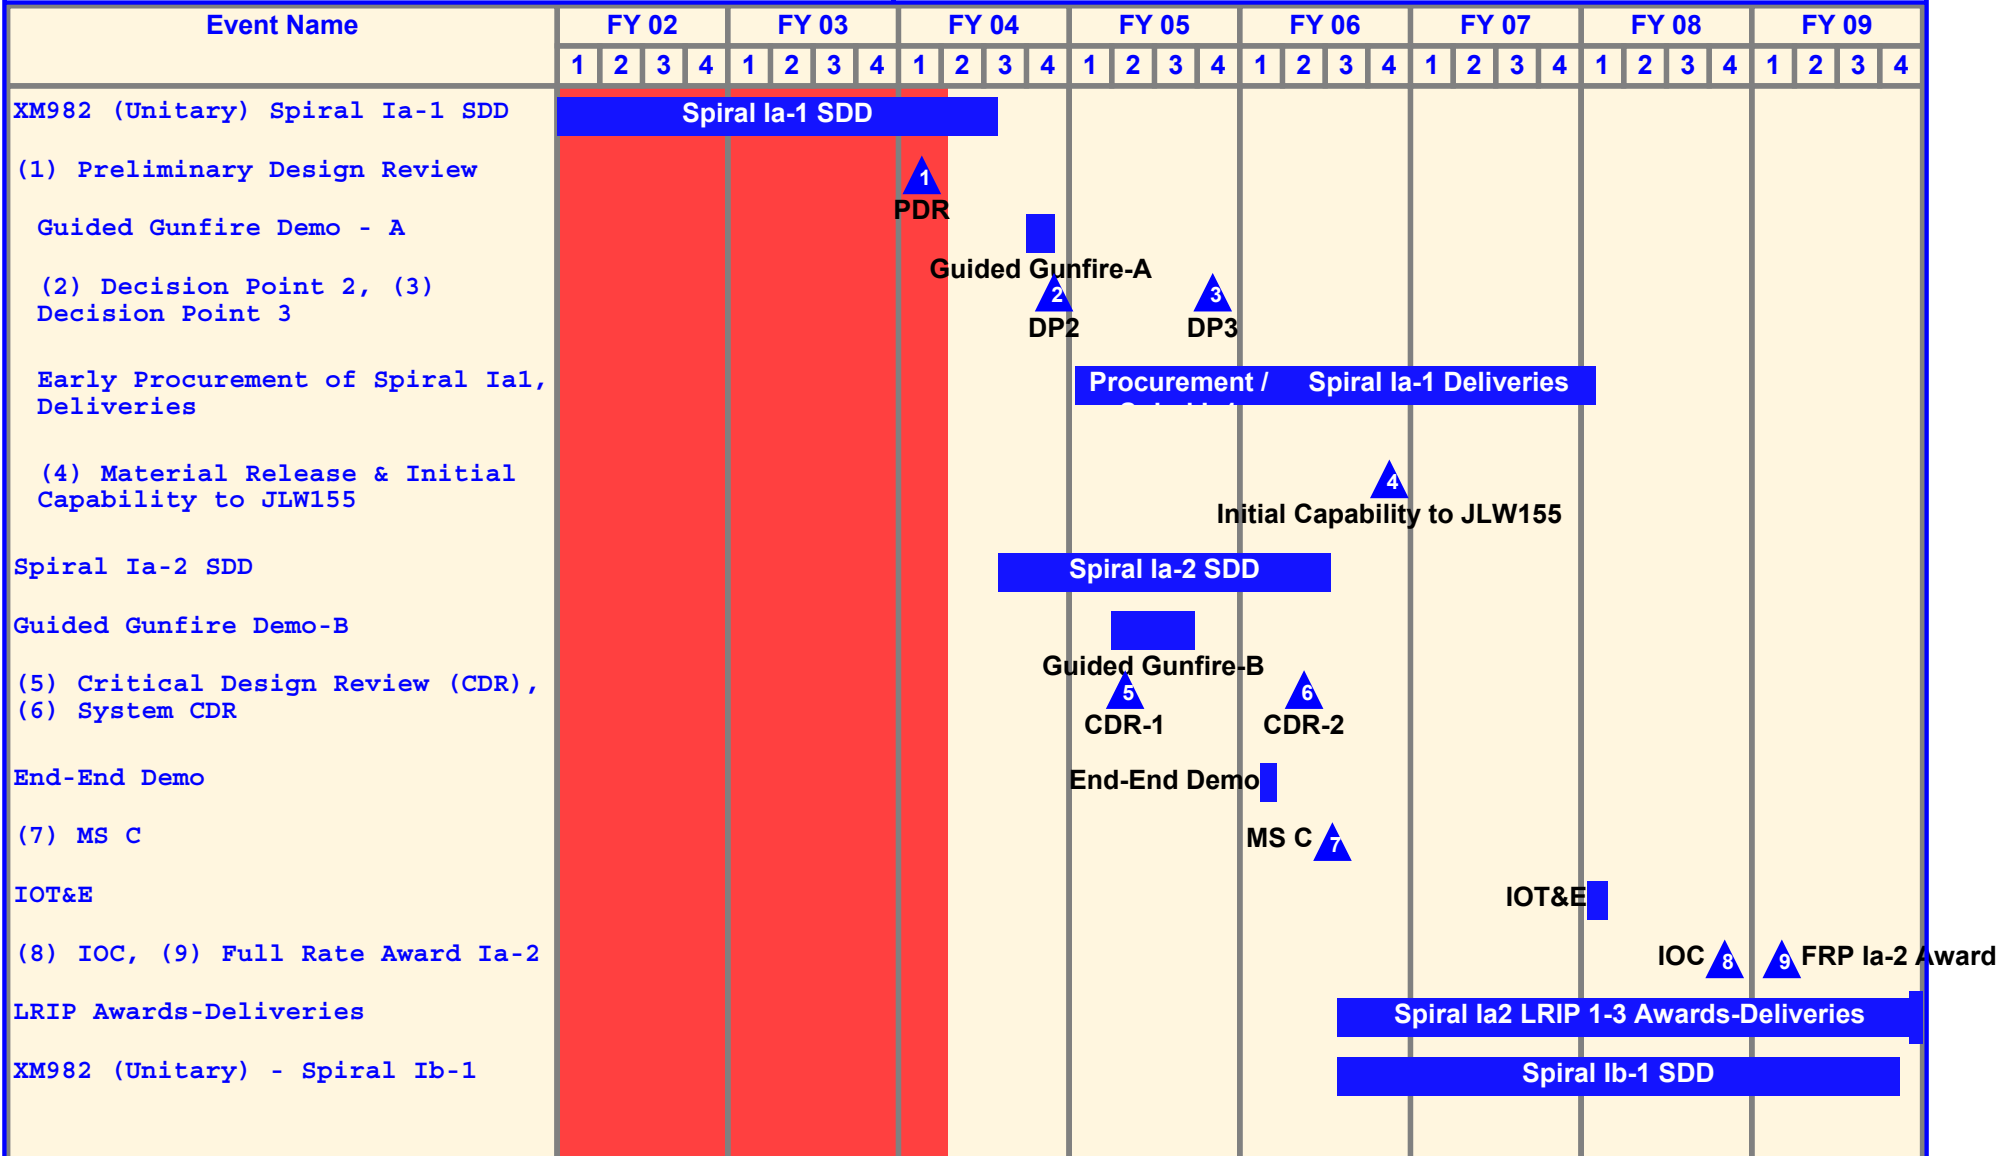 Event Name FY 02 FY 03 FY 04 FY 05 FY 06 FY 07 FY 08 FY 09
1 2 3 4 1 2 3 4 1 2 3 4 1 2 3 4 1 2 3 4 1 2 3 4 1 2 3 4 1 2 3 4
XM982 (Unitary) Spiral Ia-1 SDD Spiral Ia-1 SDD
(1) Preliminary Design Review 1
PDR
Guided Gunfire Demo - A
Guided Gunfire-A
(2) Decision Point 2, (3) 2 3
Decision Point 3
DP2 DP3
Early Procurement of Spiral Ia1, Procurement / Spiral Ia-1 Deliveries
Deliveries
(4) Material Release & Initial 4
Capability to JLW155
Initial Capability to JLW155
Spiral Ia-2 SDD Spiral Ia-2 SDD
Guided Gunfire Demo-B
Guided Gunfire-B
(5) Critical Design Review (CDR), 5 6
(6) System CDR
CDR-1 CDR-2
End-End Demo End-End Demo
(7) MS C MS C 7
IOT&E IOT&E
(8) IOC, (9) Full Rate Award Ia-2 IOC 8 9 FRP Ia-2 Award
LRIP Awards-Deliveries Spiral Ia2 LRIP 1-3 Awards-Deliveries
XM982 (Unitary) - Spiral Ib-1 Spiral Ib-1 SDD